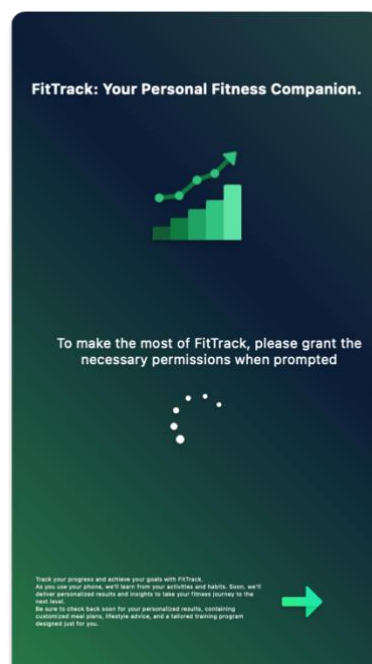 FitTrack: Your Personal Fitness Companion.
To make the most of FitTrack, please grant the
necessary permissions when prompted
Track your progress and achieve your goals with FitTrack.
As you use your phone, we'll learn from your activities and habits. Soon, we'll
deliver personalized results and insights to take your fitness journey to the
next level.
Be sure to check back soon for your personalized results, containing
customized meal plans, lifestyle advice, and a tailored training program
designed just for you.